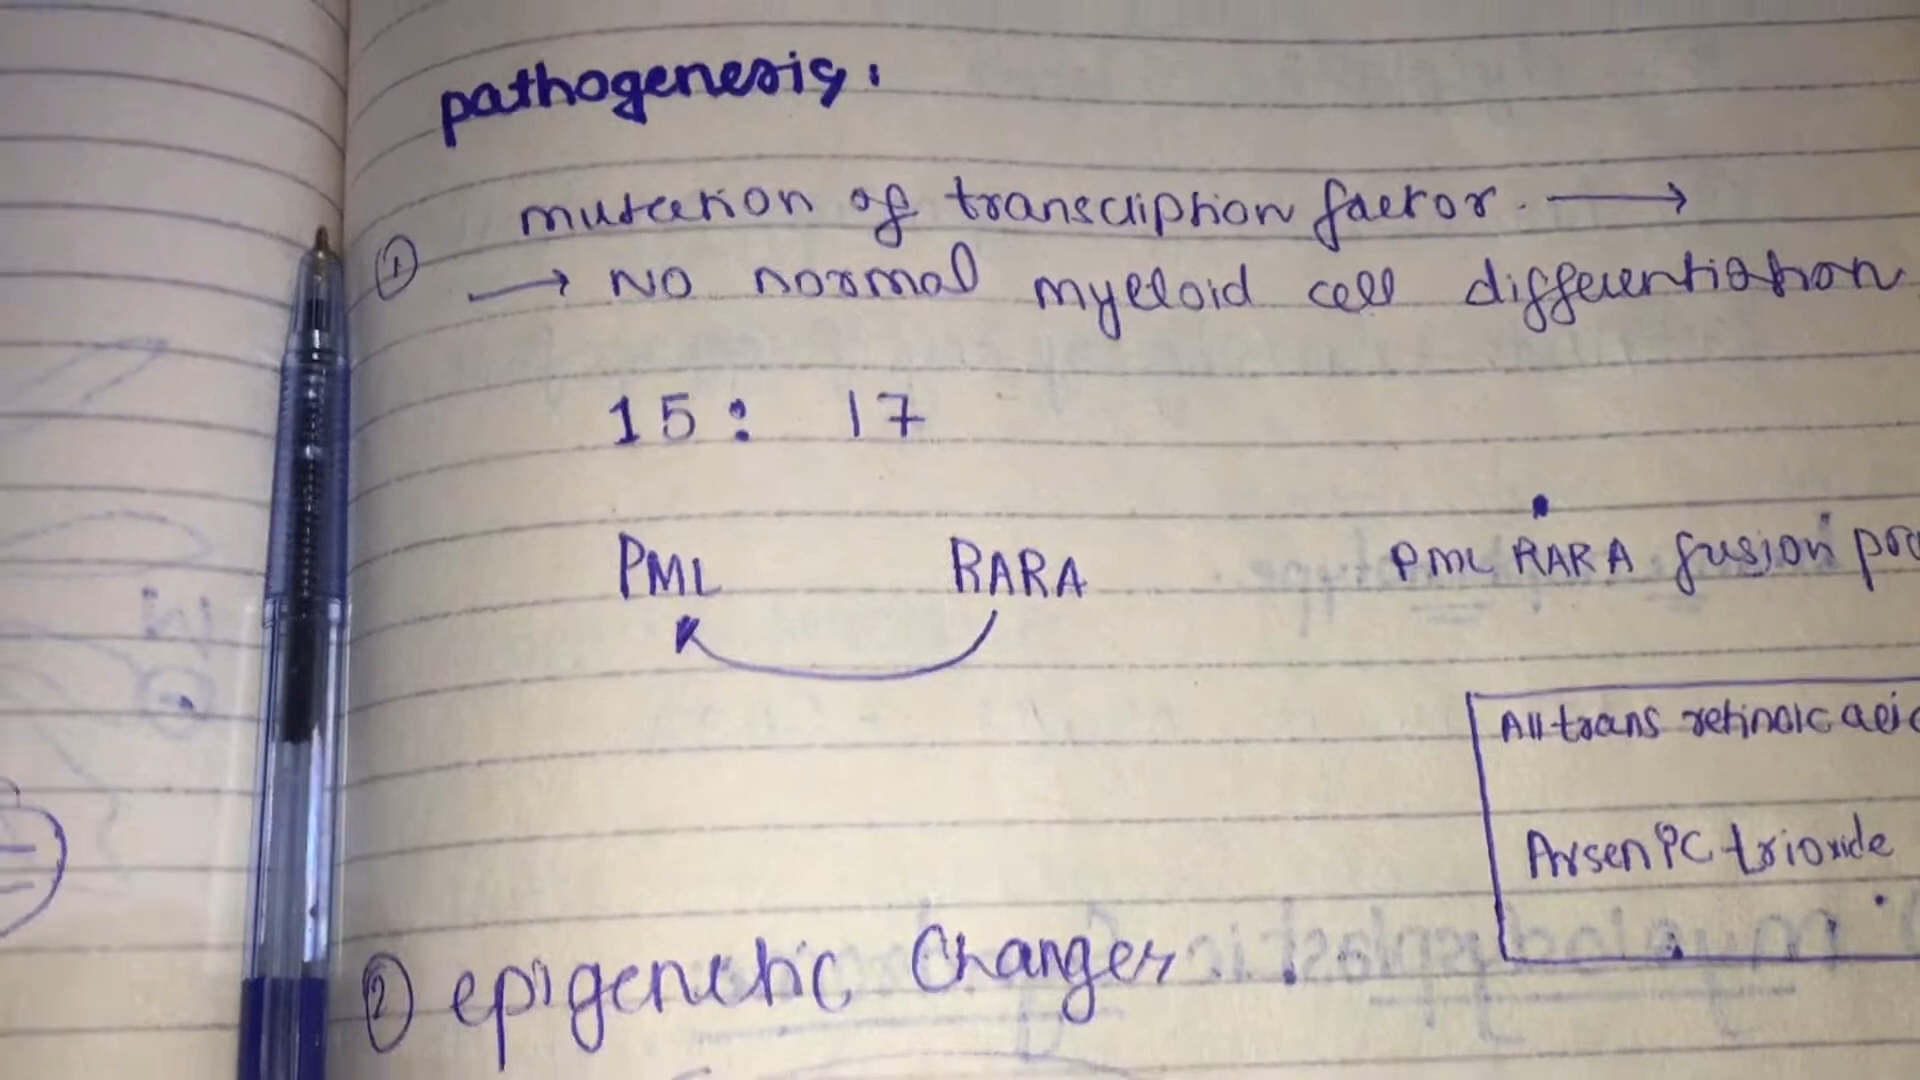 pathogenesis:
① mutation of transcription factor. →
→ NO normal myeloid cell differentiation
15: 17
PML RARA PML RARA fusion
All trans retinoic
Arsenic trioxide
② epigenetic Changes